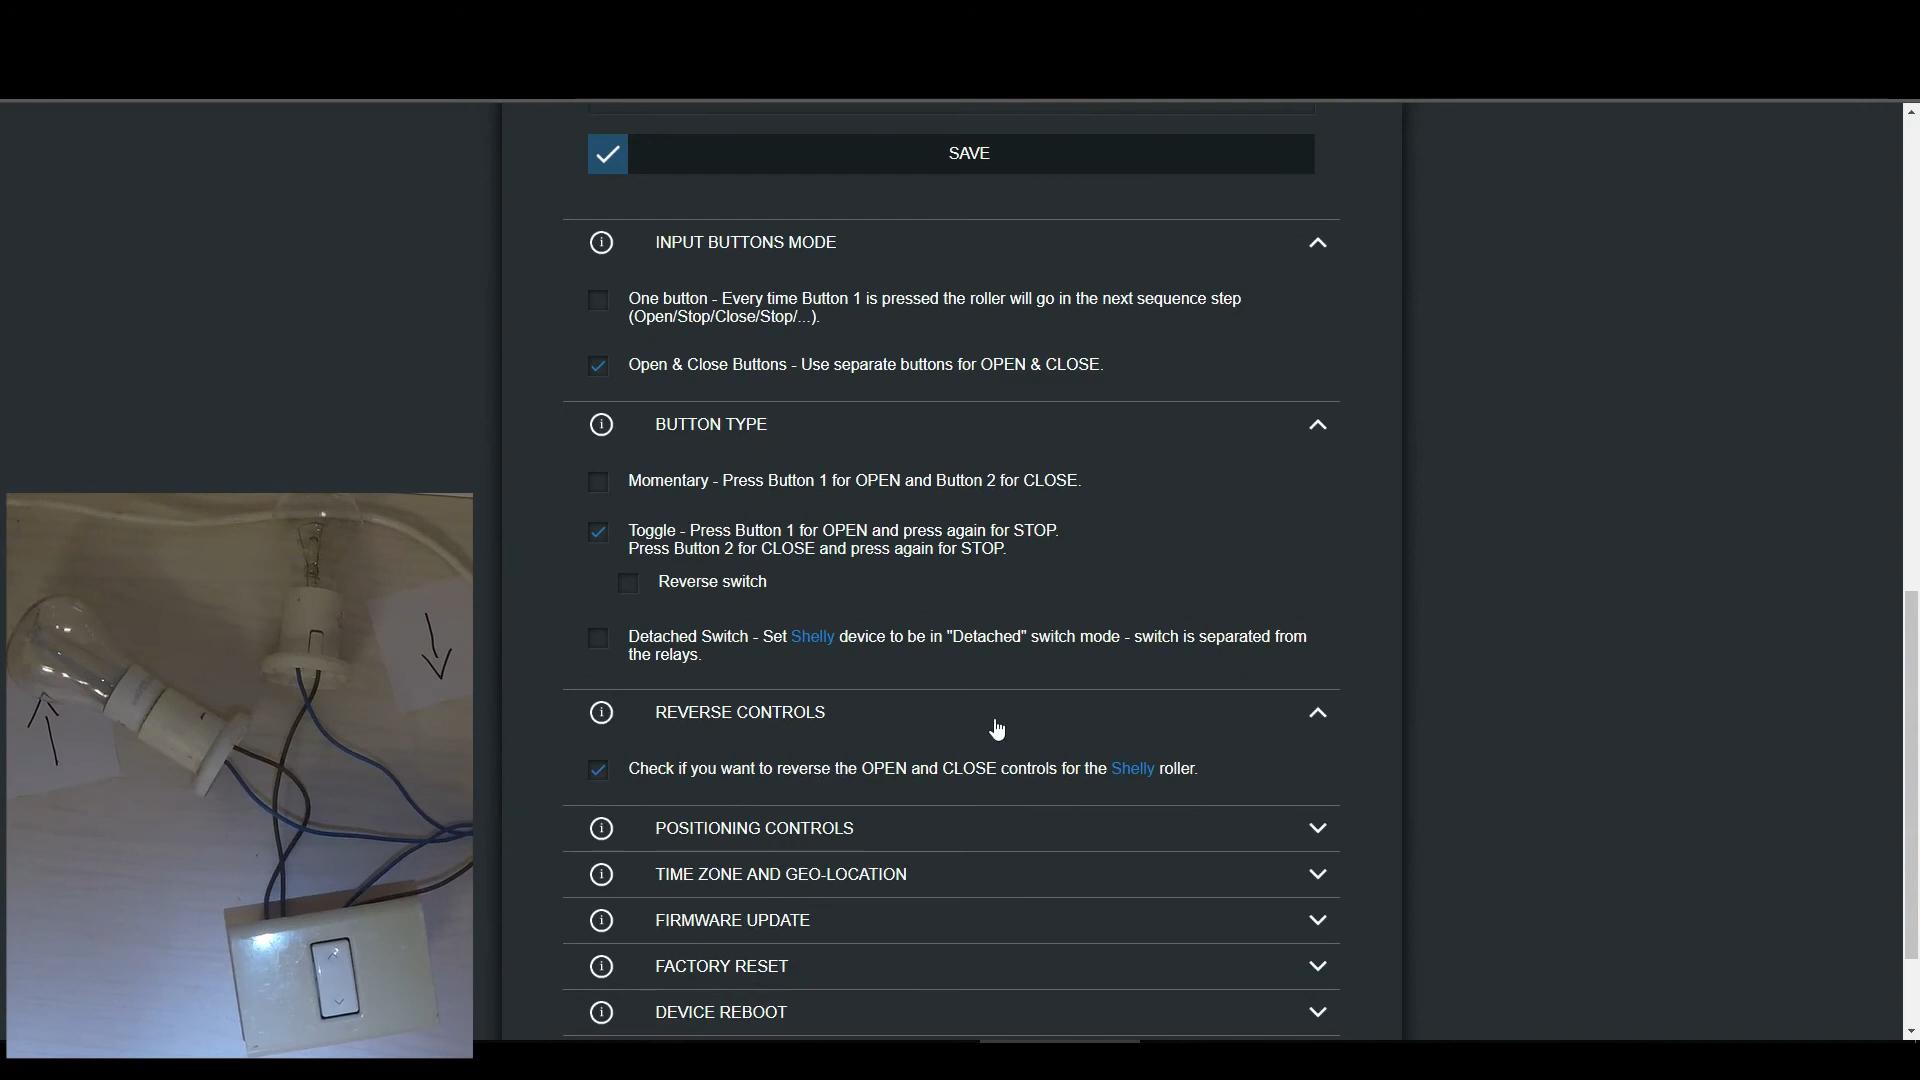 SAVE
INPUT BUTTONS MODE
One button - Every time Button 1 is pressed the roller will go in the next sequence step
(Open/Stop/Close/Stop/...).
Open & Close Buttons - Use separate buttons for OPEN & CLOSE.
BUTTON TYPE
Momentary - Press Button 1 for OPEN and Button 2 for CLOSE.
Toggle - Press Button 1 for OPEN and press again for STOP.
Press Button 2 for CLOSE and press again for STOP.
Reverse switch
Detached Switch - Set Shelly device to be in "Detached" switch mode - switch is separated from
the relays.
REVERSE CONTROLS
Check if you want to reverse the OPEN and CLOSE controls for the Shelly roller.
POSITIONING CONTROLS
TIME ZONE AND GEO-LOCATION
FIRMWARE UPDATE
FACTORY RESET
DEVICE REBOOT